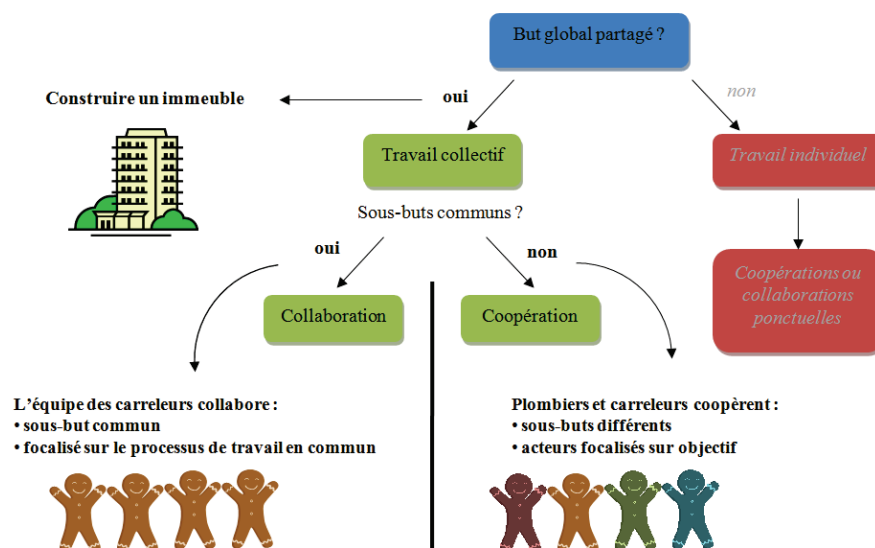 But global partagé ?
non
oui
Construire un immeuble
Travail collectif
Travail individuel
Sous-buts communs ?
oui
non
Coopérations ou
collaborations
ponctuelles
Collaboration
Coopération
L'équipe des carreleurs collabore :
• sous-but commun
• focalisé sur le processus de travail en commun
Plombiers et carreleurs coopèrent :
• sous-buts différents
• acteurs focalisés sur objectif